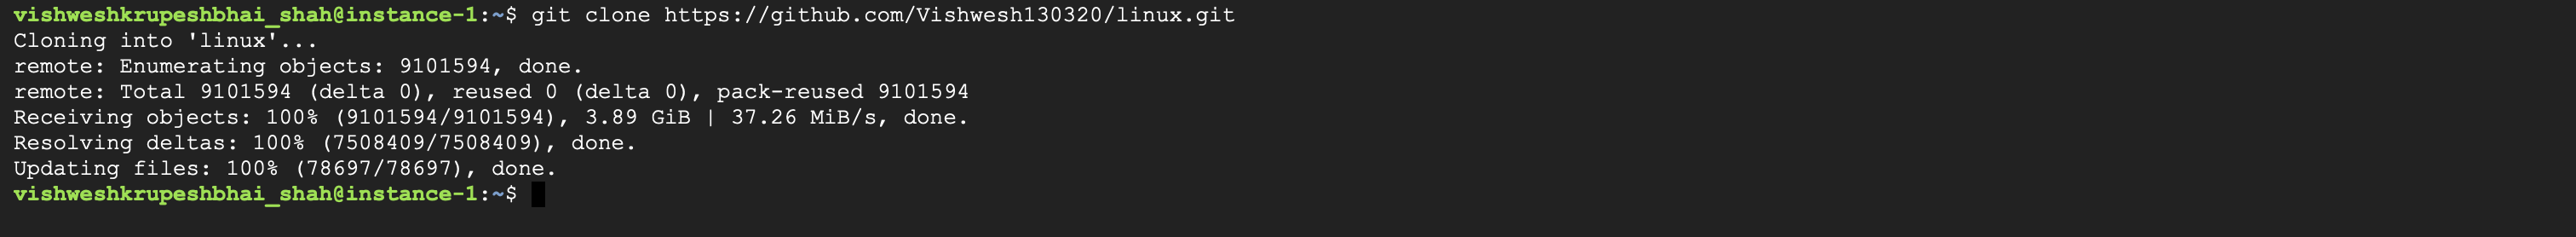 vishweshkrupeshbhai_shah@instance-1:~$ git clone https://github.com/Vishwesh130320/linux.git
Cloning into 'linux'...
remote: Enumerating objects: 9101594, done.
remote: Total 9101594 (delta 0), reused 0 (delta 0), pack-reused 9101594
Receiving objects: 100% (9101594/9101594), 3.89 GiB | 37.26 MiB/s, done.
Resolving deltas: 100% (7508409/7508409), done.
Updating files: 100% (78697/78697), done.
vishweshkrupeshbhai_shah@instance-1:~$